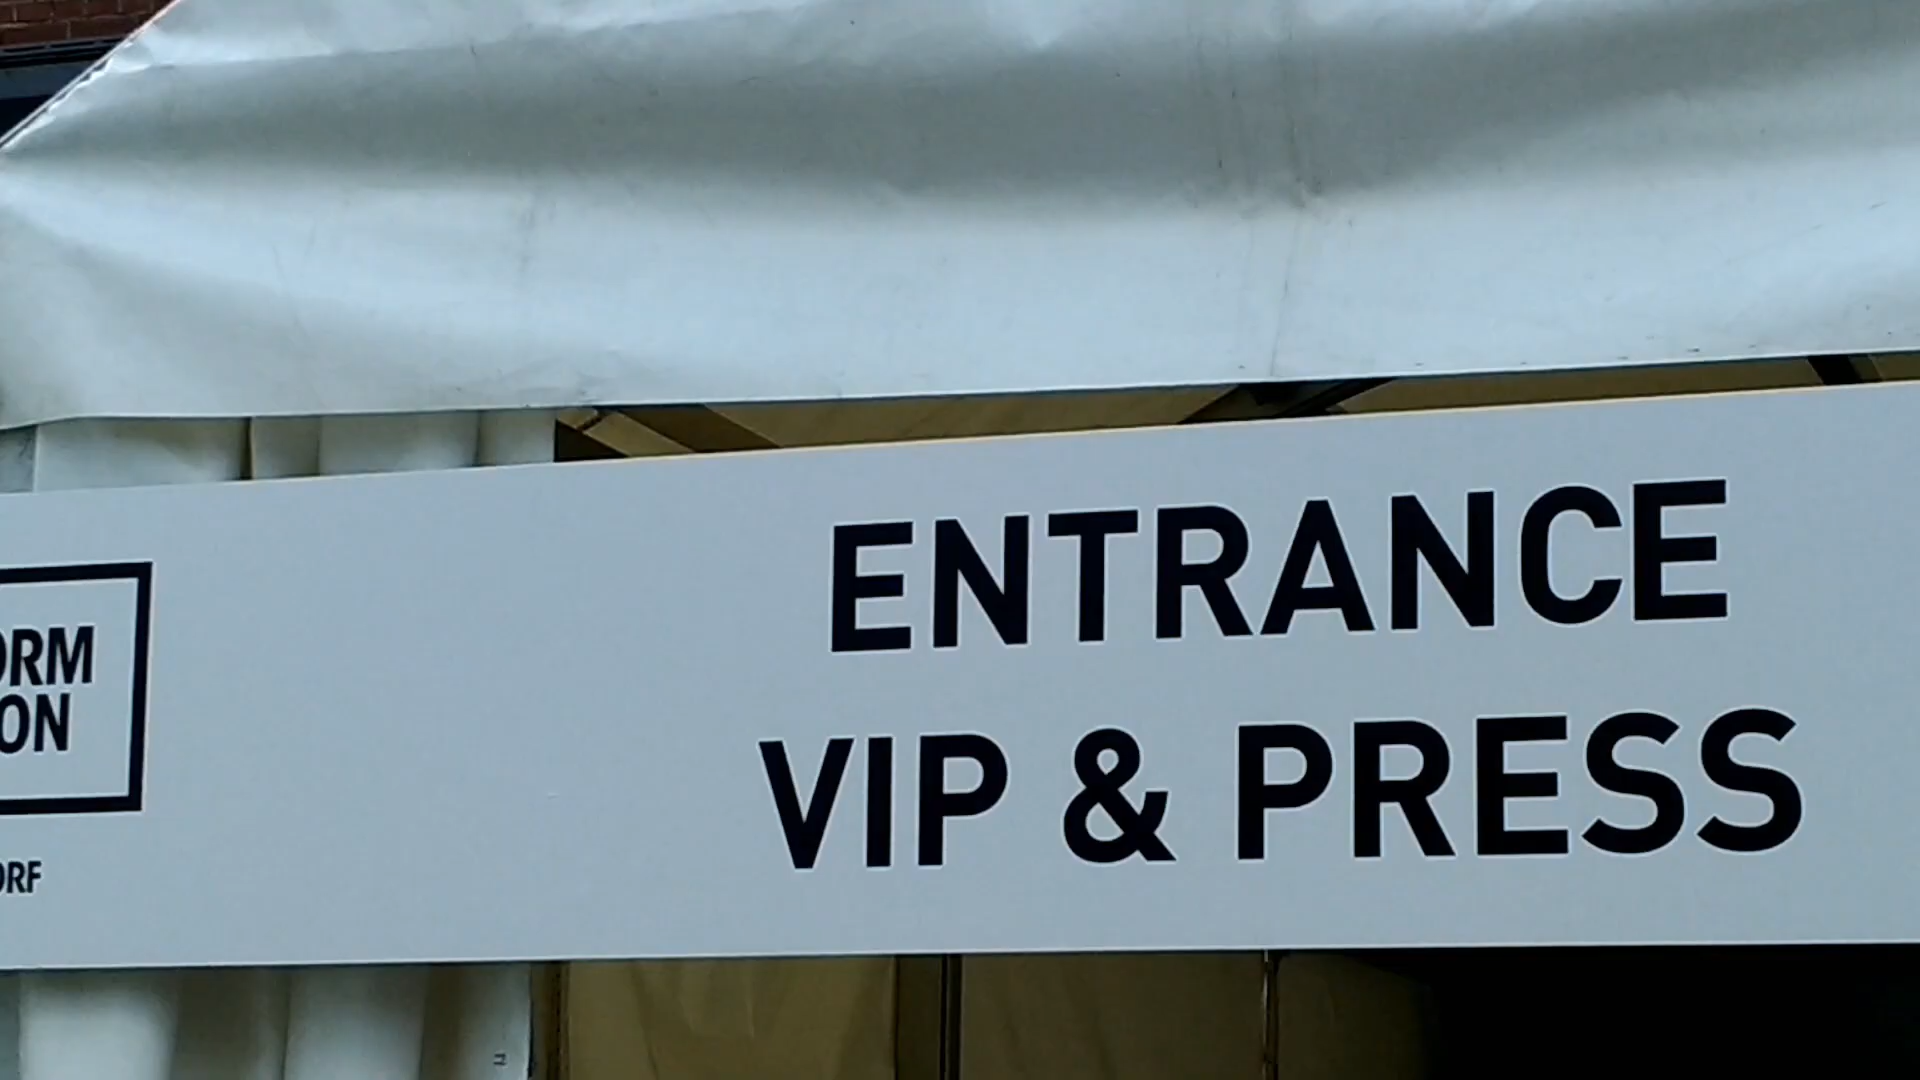 ORM
ON
ORF
ENTRANCE
VIP & PRESS